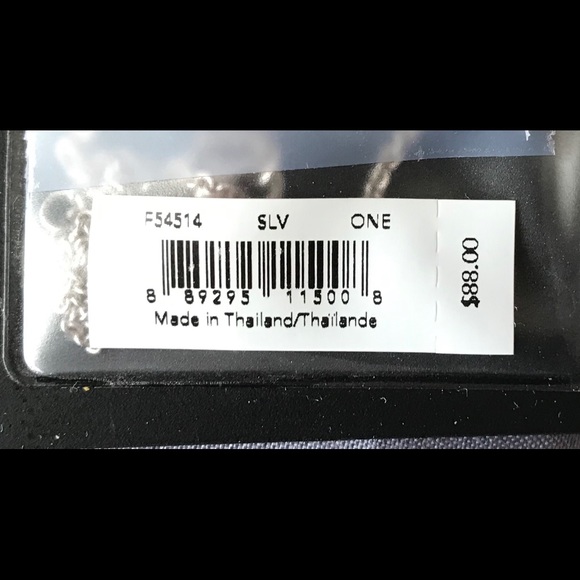 F54514 SLV ONE
8 89295 11500 8
Made in Thailand/Thaïlande
$88.00